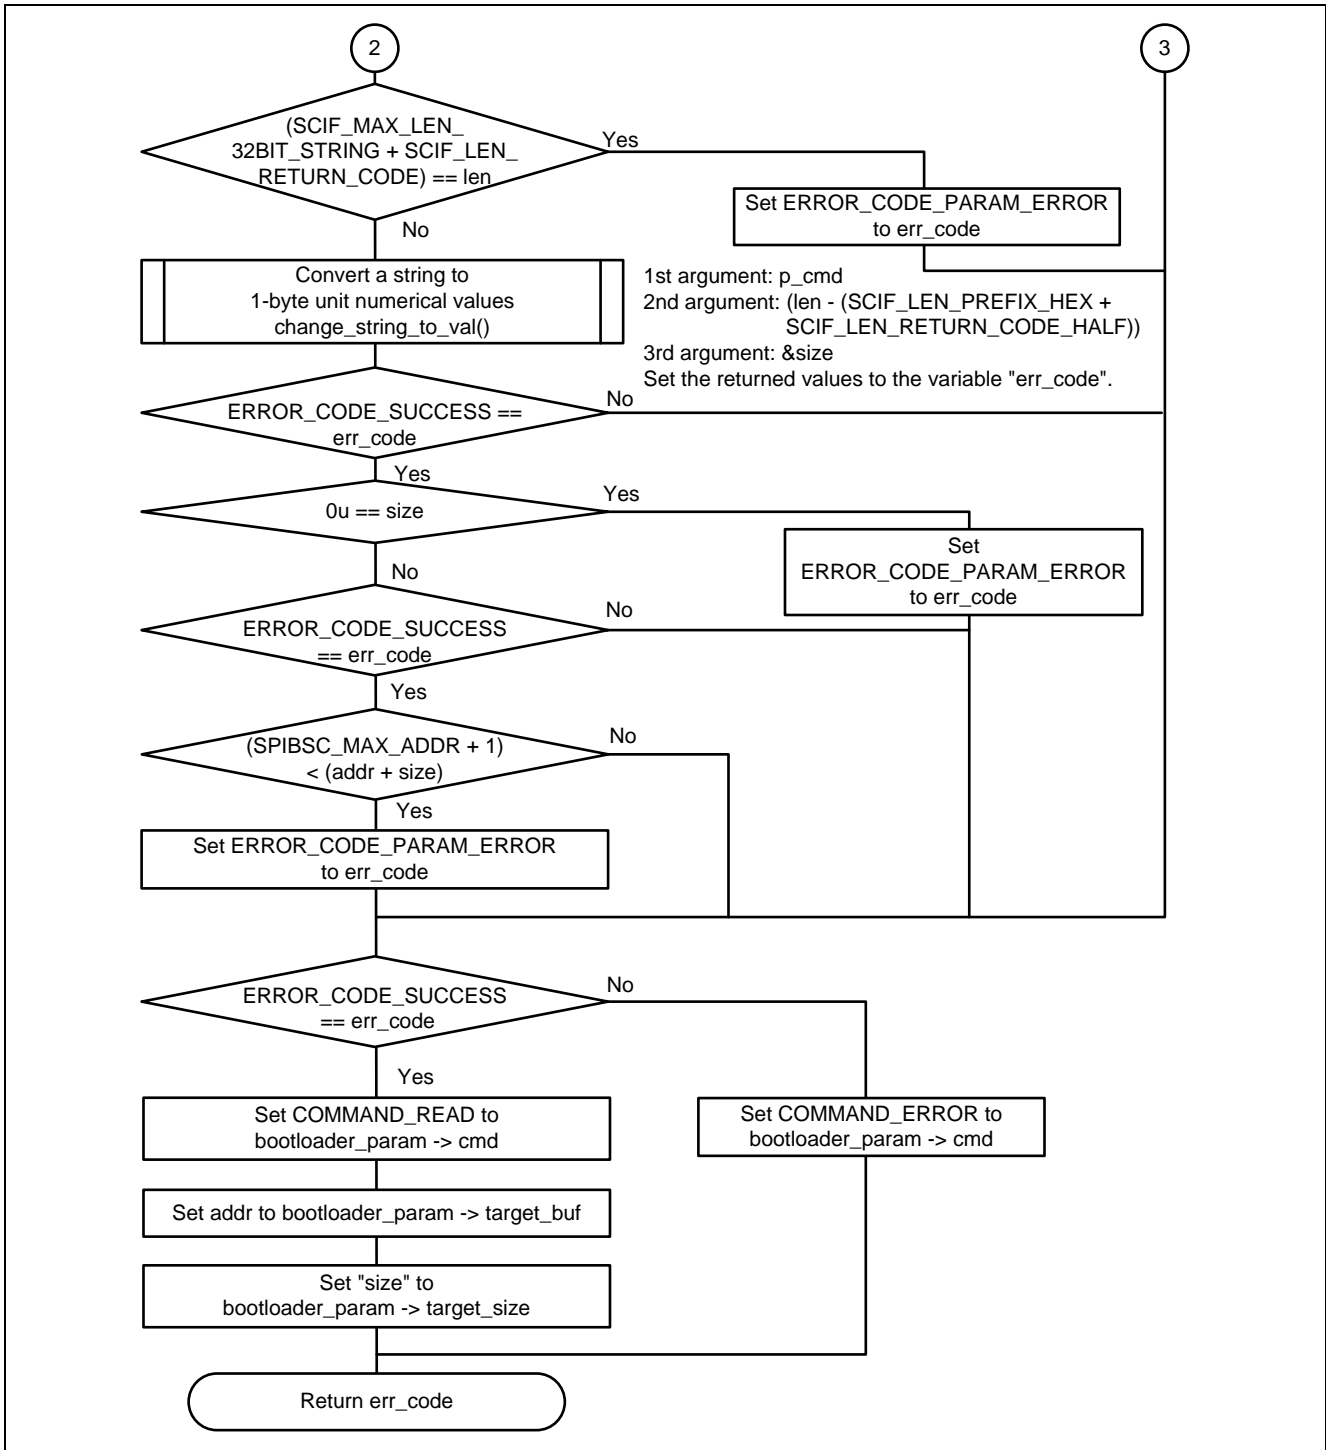 2
3
(SCIF_MAX_LEN_
32BIT_STRING + SCIF_LEN_
RETURN_CODE) == len
Yes
Set ERROR_CODE_PARAM_ERROR
to err_code
No
Convert a string to
1-byte unit numerical values
change_string_to_val()
1st argument: p_cmd
2nd argument: (len - (SCIF_LEN_PREFIX_HEX +
SCIF_LEN_RETURN_CODE_HALF))
3rd argument: &size
Set the returned values to the variable "err_code".
ERROR_CODE_SUCCESS ==
err_code
No
Yes
0u == size
Yes
Set
ERROR_CODE_PARAM_ERROR
to err_code
No
ERROR_CODE_SUCCESS
== err_code
No
Yes
(SPIBSC_MAX_ADDR + 1)
< (addr + size)
No
Yes
Set ERROR_CODE_PARAM_ERROR
to err_code
ERROR_CODE_SUCCESS
== err_code
No
Yes
Set COMMAND_READ to
bootloader_param -> cmd
Set COMMAND_ERROR to
bootloader_param -> cmd
Set addr to bootloader_param -> target_buf
Set "size" to
bootloader_param -> target_size
Return err_code